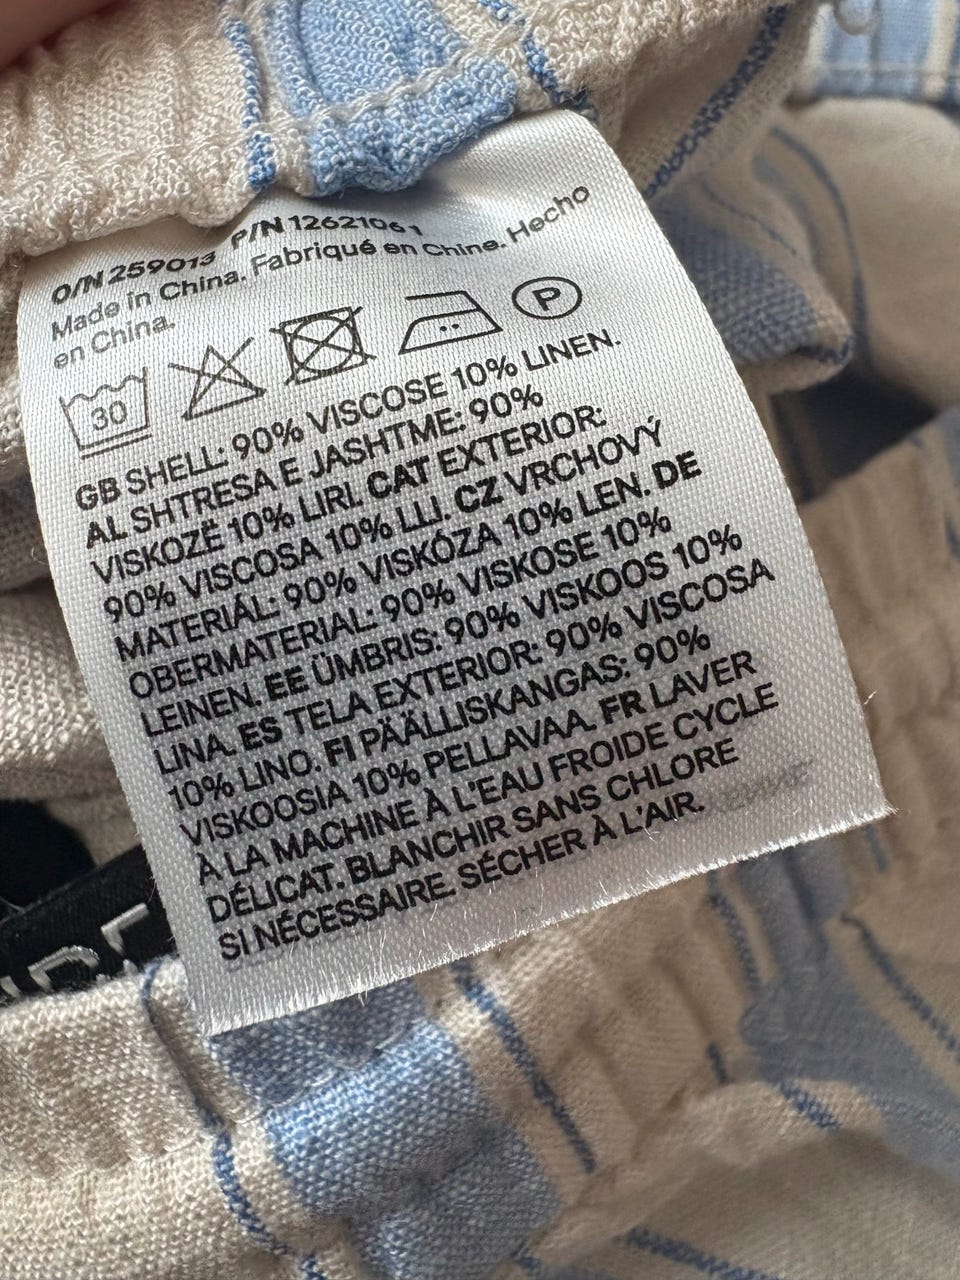 O/N 259013 P/N 12621061
Made in China. Fabriqué en China. Hecho
en China.
30 P
GB SHELL: 90% VISCOSE 10% LINEN.
AL SHTRESA E JASHTME: 90%
VISKOZË 10% LIRI. CAT EXTERIOR:
90% VISCOSA 10% LLI. CZ VRCHOVÝ
MATERIÁL: 90% VISKÓZA 10% LEN. DE
OBERMATERIAL: 90% VISKOSE 10%
LEINEN. EE ÜMBRIS: 90% VISKOOS 10%
LINA. ES TELA EXTERIOR: 90% VISCOSA
10% LINO. FI PÄÄLLISKANGAS: 90%
VISKOOSIA 10% PELLAVAA. FR LAVER
À LA MACHINE À L'EAU FROIDE CYCLE
DÉLICAT. BLANCHIR SANS CHLORE
SI NÉCESSAIRE. SÉCHER À L'AIR.